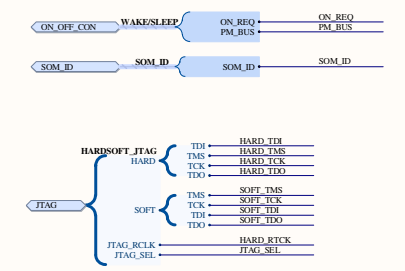 ON_OFF_CON WAKE/SLEEP ON_REQ ON_REQ
PM_BUS PM_BUS
SOM_ID SOM_ID SOM_ID SOM_ID
HARDSOFT_JTAG TDI HARD_TDI
HARD TMS HARD_TMS
TCK HARD_TCK
TDO HARD_TDO
TMS SOFT_TMS
SOFT TCK SOFT_TCK
JTAG TDI SOFT_TDI
TDO SOFT_TDO
JTAG_RCLK HARD_RTCK
JTAG_SEL JTAG_SEL